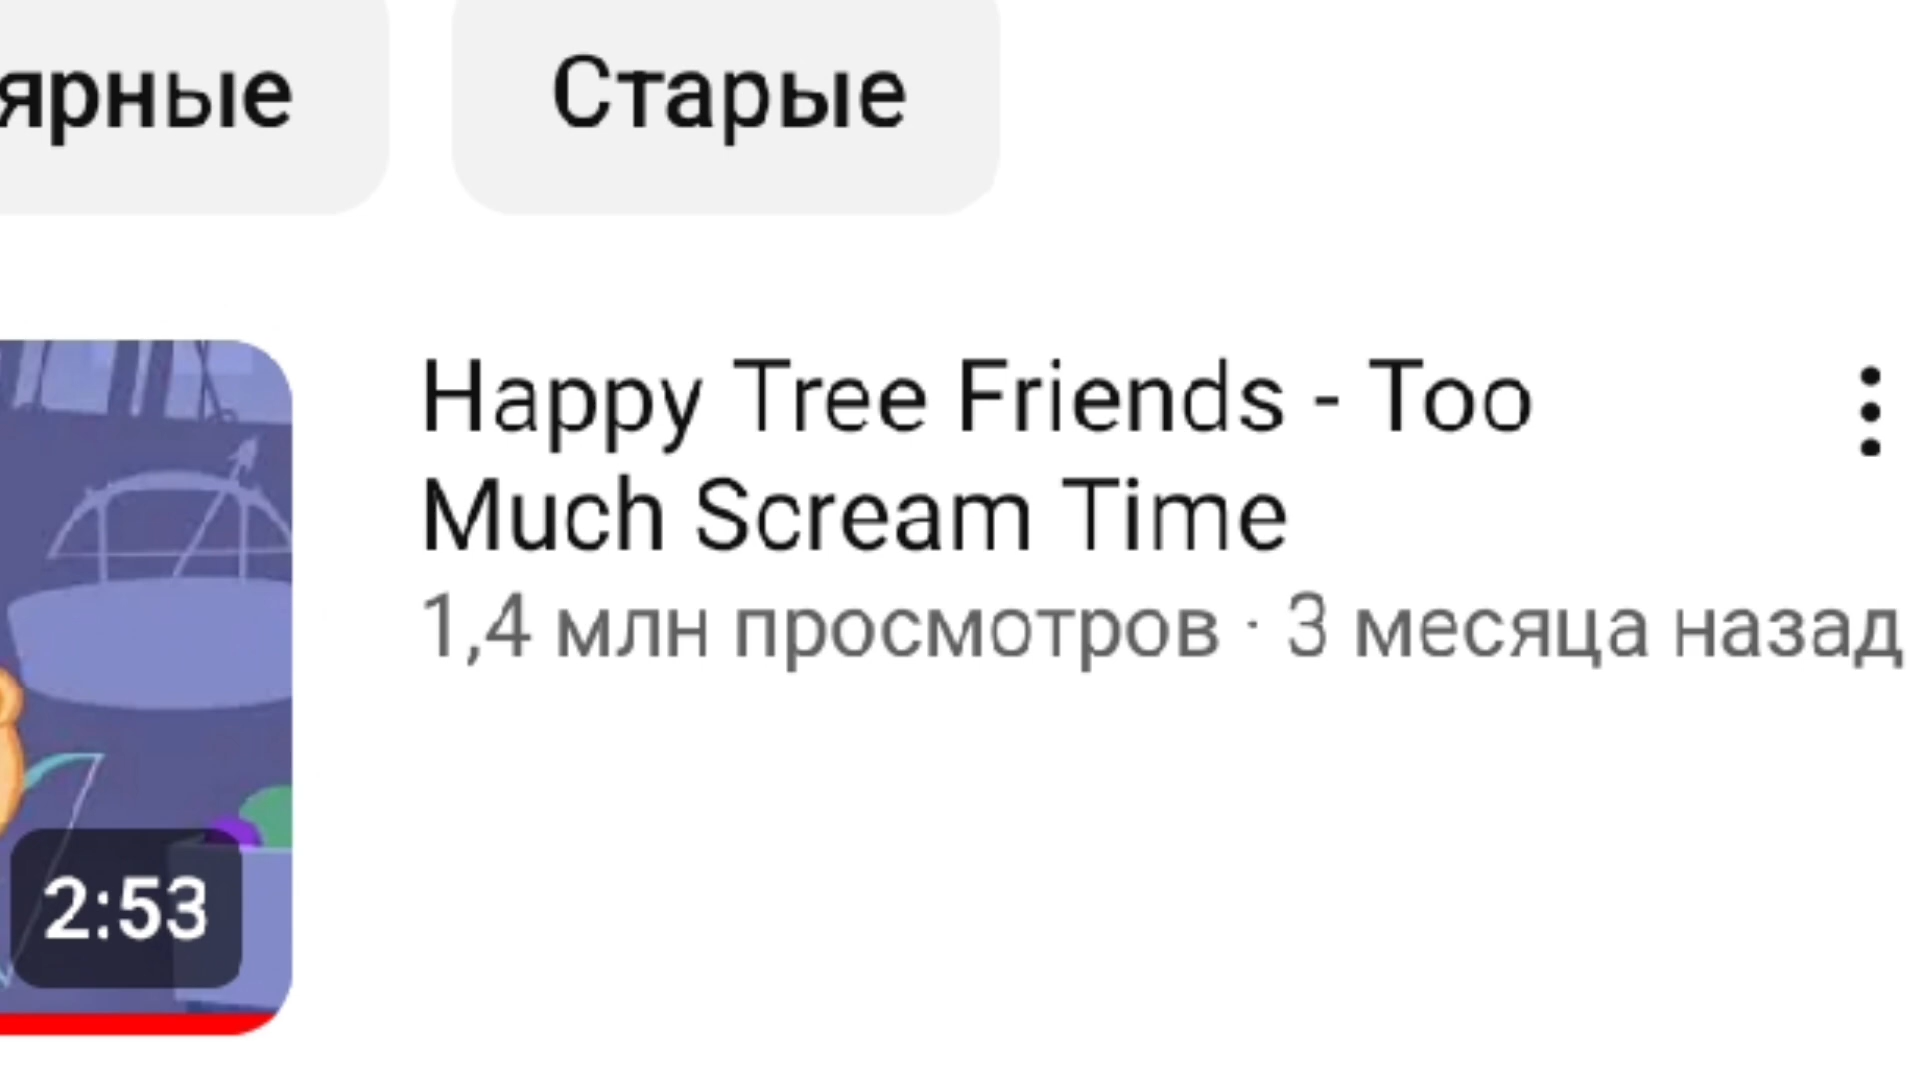 ярные
Старые
Happy Tree Friends - Too
Much Scream Time
1,4 млн просмотров · 3 месяца назад
2:53